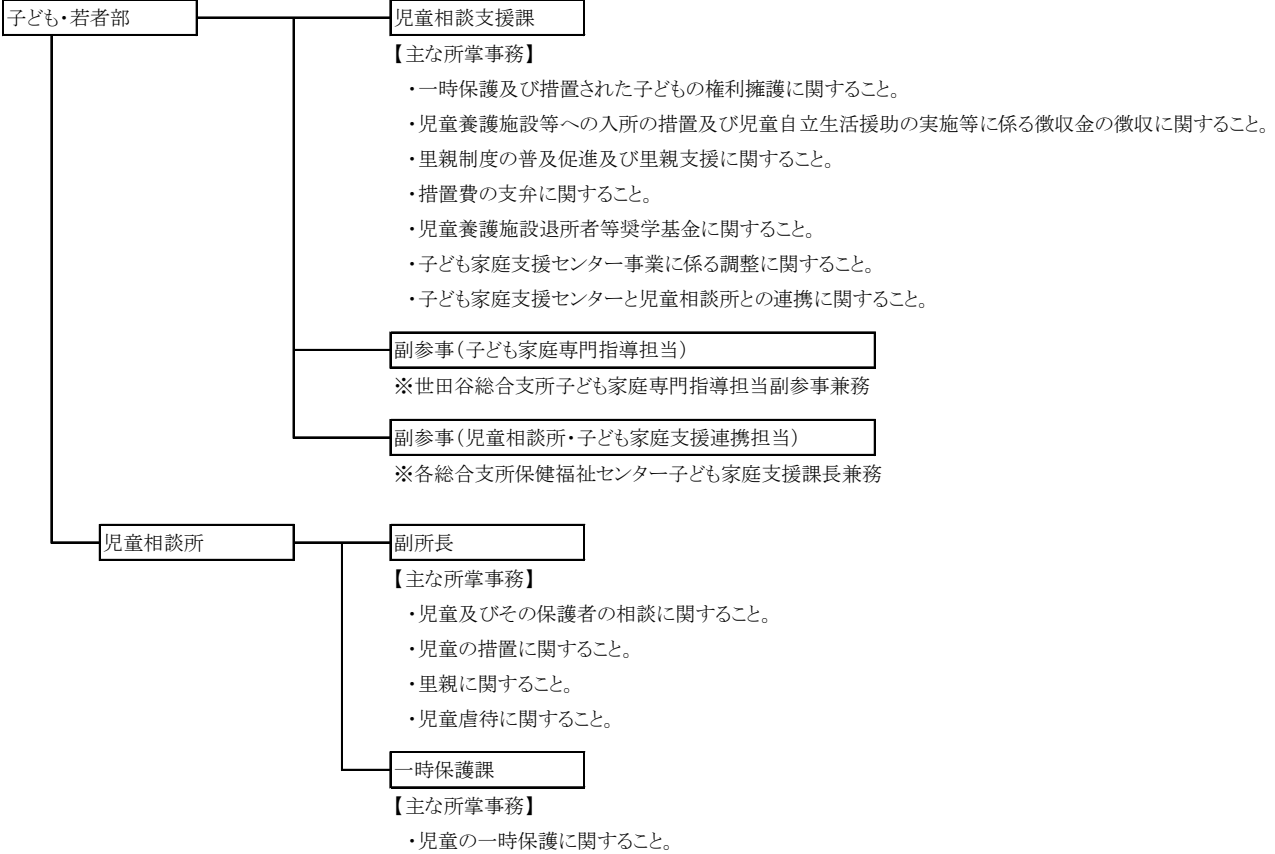 子ども・若者部
児童相談支援課
【主な所掌事務】
・一時保護及び措置された子どもの権利擁護に関すること。
・児童養護施設等への入所の措置及び児童自立生活援助の実施等に係る徴収金の徴収に関すること。
・里親制度の普及促進及び里親支援に関すること。
・措置費の支弁に関すること。
・児童養護施設退所者等奨学基金に関すること。
・子ども家庭支援センター事業に係る調整に関すること。
・子ども家庭支援センターと児童相談所との連携に関すること。
副参事(子ども家庭専門指導担当)
※世田谷総合支所子ども家庭専門指導担当副参事兼務
副参事(児童相談所・子ども家庭支援連携担当)
※各総合支所保健福祉センター子ども家庭支援課長兼務
児童相談所
副所長
【主な所掌事務】
・児童及びその保護者の相談に関すること。
・児童の措置に関すること。
・里親に関すること。
・児童虐待に関すること。
一時保護課
【主な所掌事務】
・児童の一時保護に関すること。